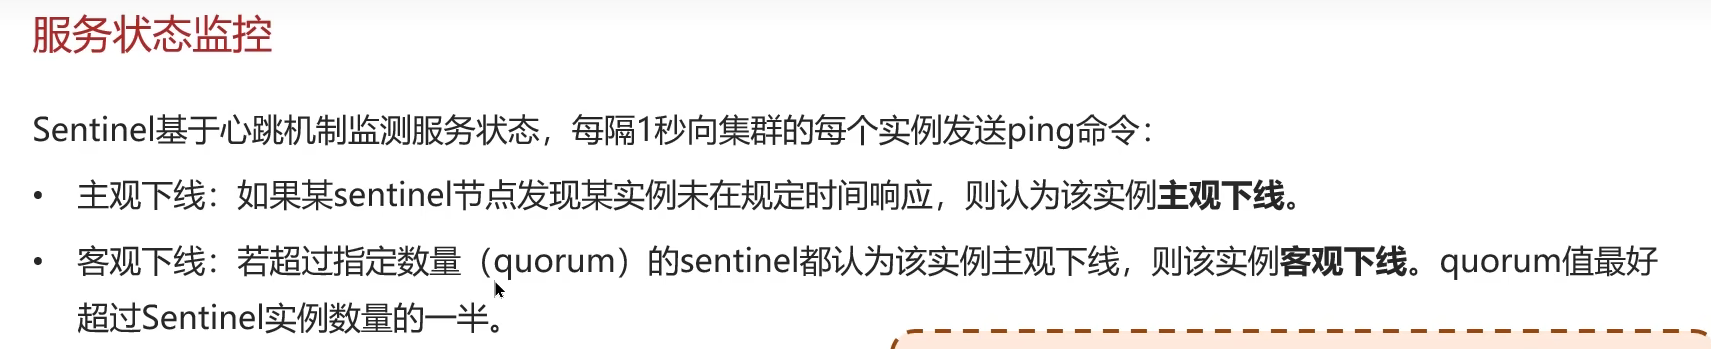 服务状态监控
Sentinel基于心跳机制监测服务状态，每隔1秒向集群的每个实例发送ping命令：
• 主观下线：如果某sentinel节点发现某实例未在规定时间响应，则认为该实例主观下线。
• 客观下线：若超过指定数量（quorum）的sentinel都认为该实例主观下线，则该实例客观下线。quorum值最好
超过Sentinel实例数量的一半。